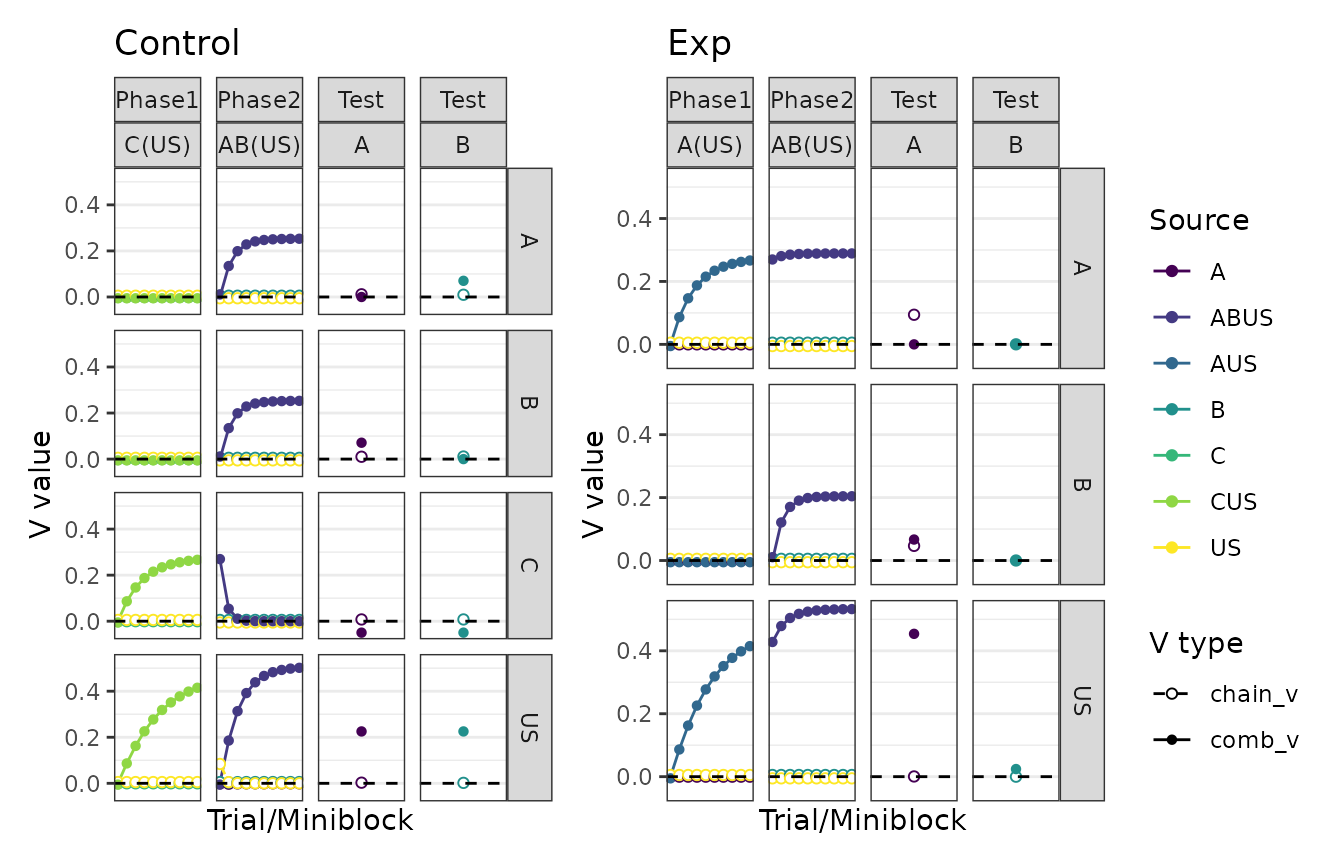 Control
Phase1 Phase2 Test Test
C(US) AB(US) A B
0.4
0.2
0.0
A
0.4
0.2
0.0
B
0.4
0.2
0.0
C
0.4
0.2
0.0
US
V value
Trial/Miniblock
Exp
Phase1 Phase2 Test Test
A(US) AB(US) A B
0.4
0.2
0.0
A
0.4
0.2
0.0
B
0.4
0.2
0.0
US
V value
Trial/Miniblock
Source
A
ABUS
AUS
B
C
CUS
US
V type
chain_v
comb_v